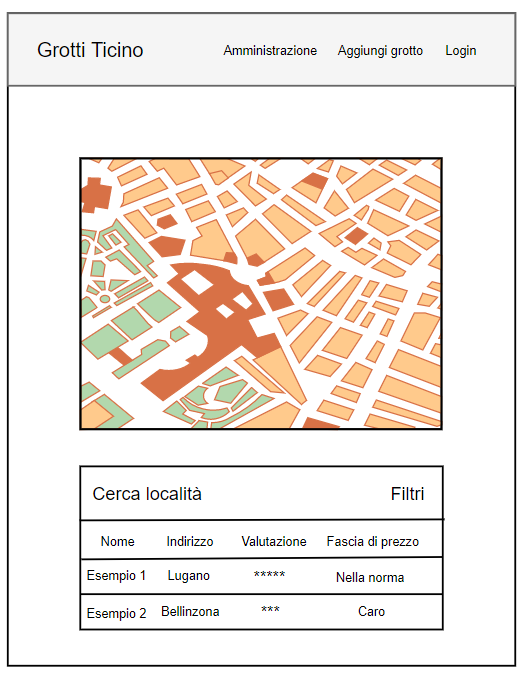 Grotti Ticino Amministrazione Aggiungi grotto Login
Cerca località Filtri
Nome Indirizzo Valutazione Fascia di prezzo
Esempio 1 Lugano ***** Nella norma
Esempio 2 Bellinzona *** Caro